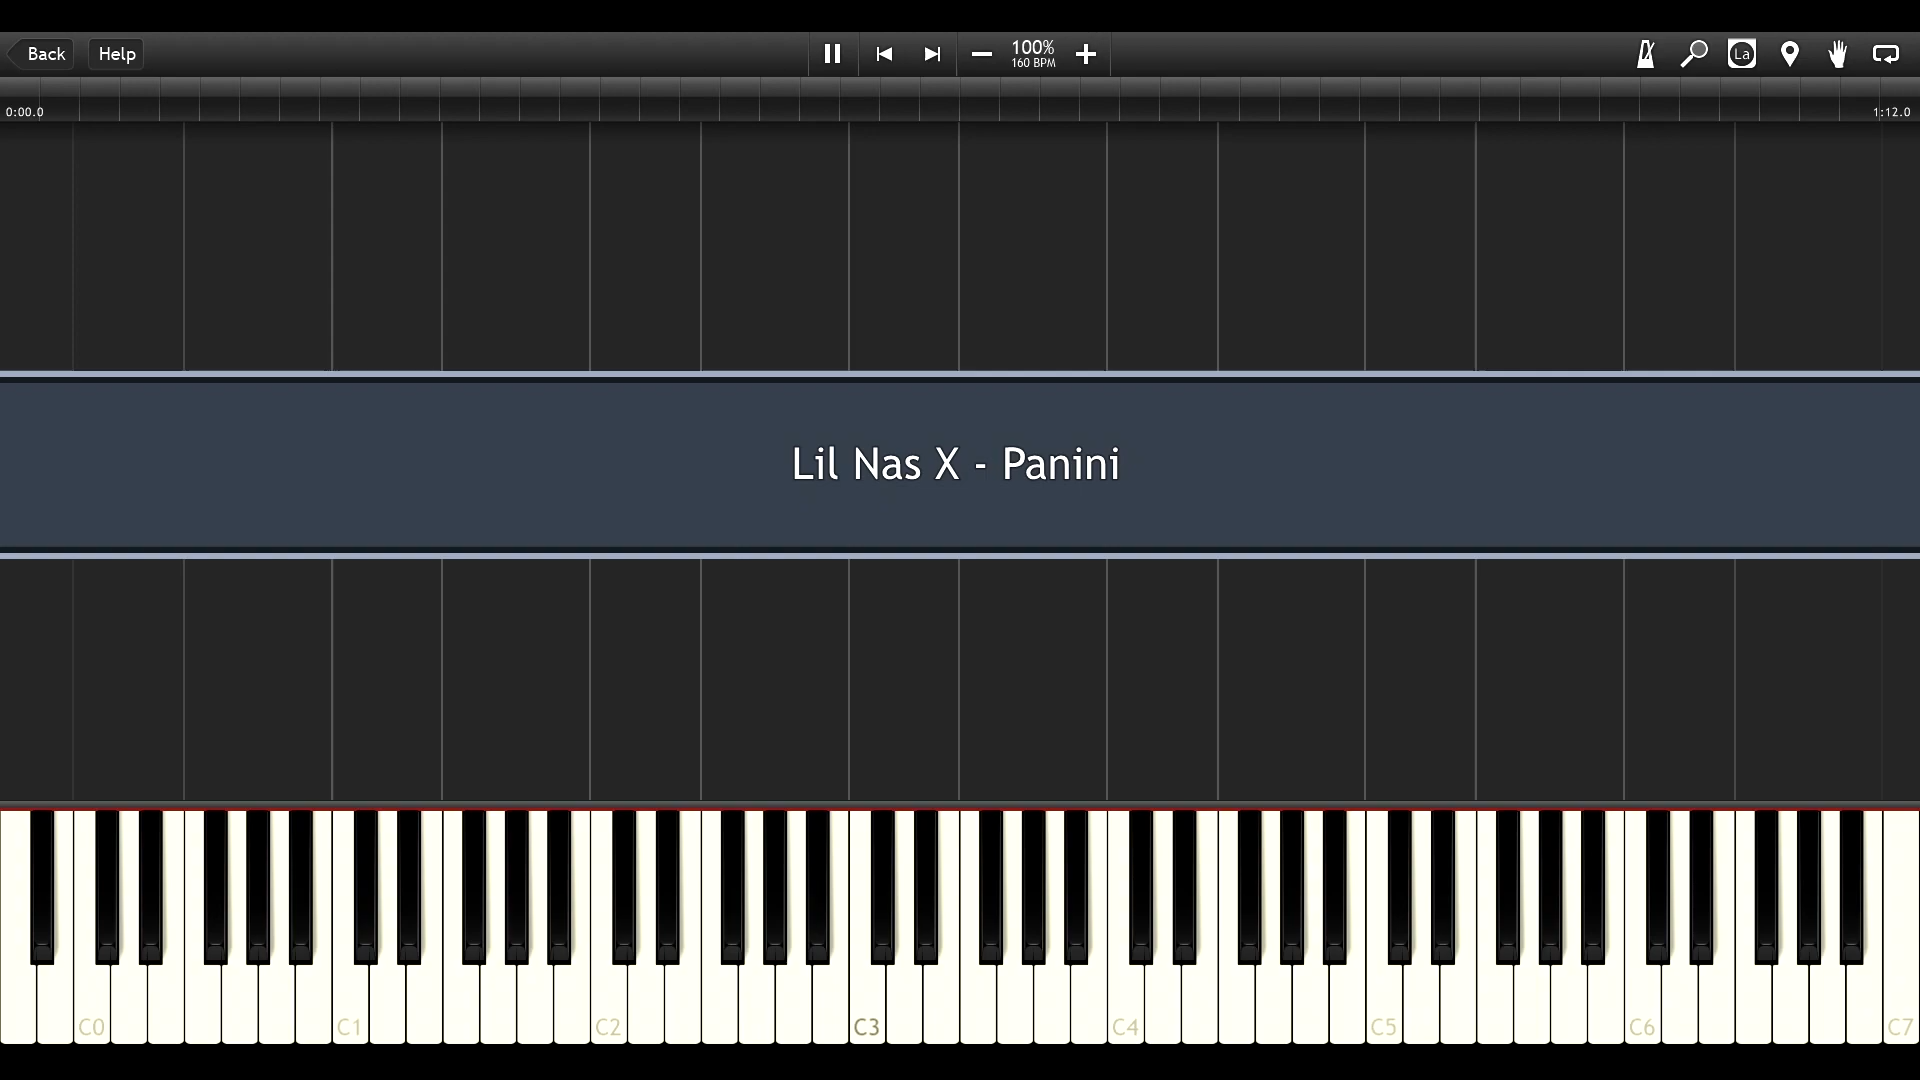 Back
Help
100%
160 BPM
La
0:00.0
1:12.0
Lil Nas X - Panini
C0
C1
C2
C3
C4
C5
C6
C7